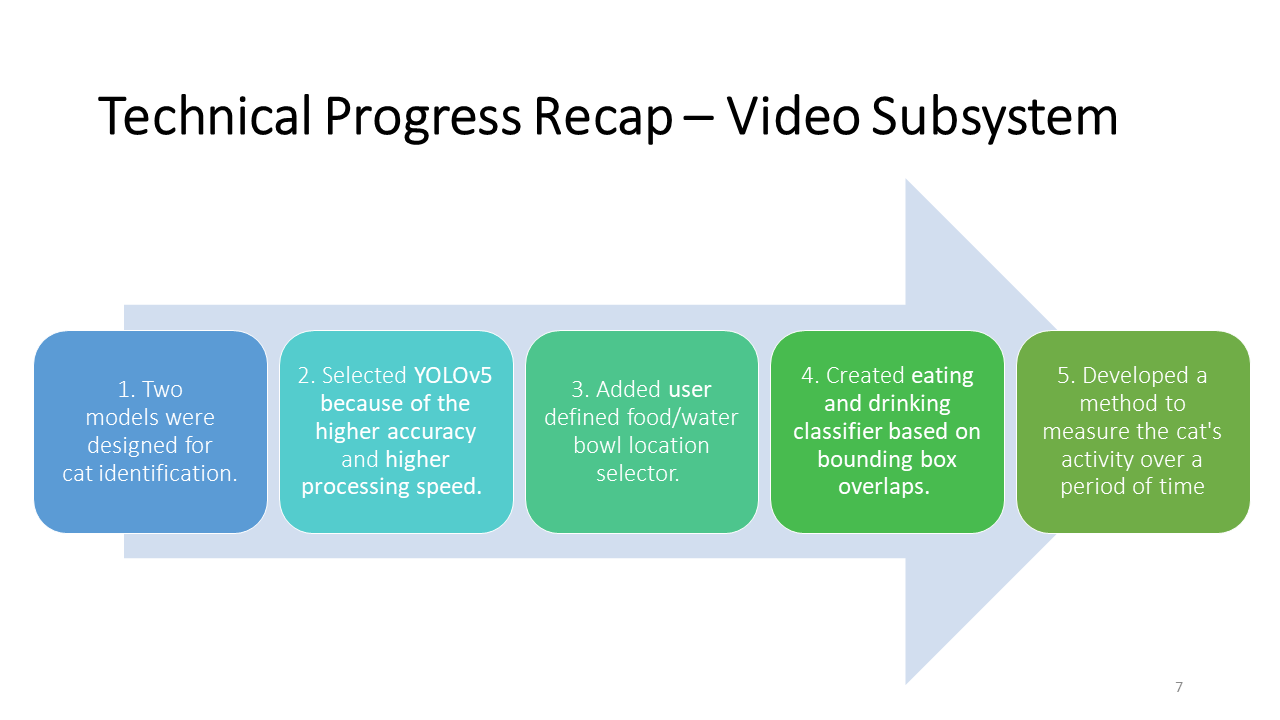 Technical Progress Recap – Video Subsystem
1. Two
models were
designed for
cat identification.
2. Selected YOLOv5
because of the
higher accuracy
and higher
processing speed.
3. Added user
defined food/water
bowl location
selector.
4. Created eating
and drinking
classifier based on
bounding box
overlaps.
5. Developed a
method to
measure the cat's
activity over a
period of time
7